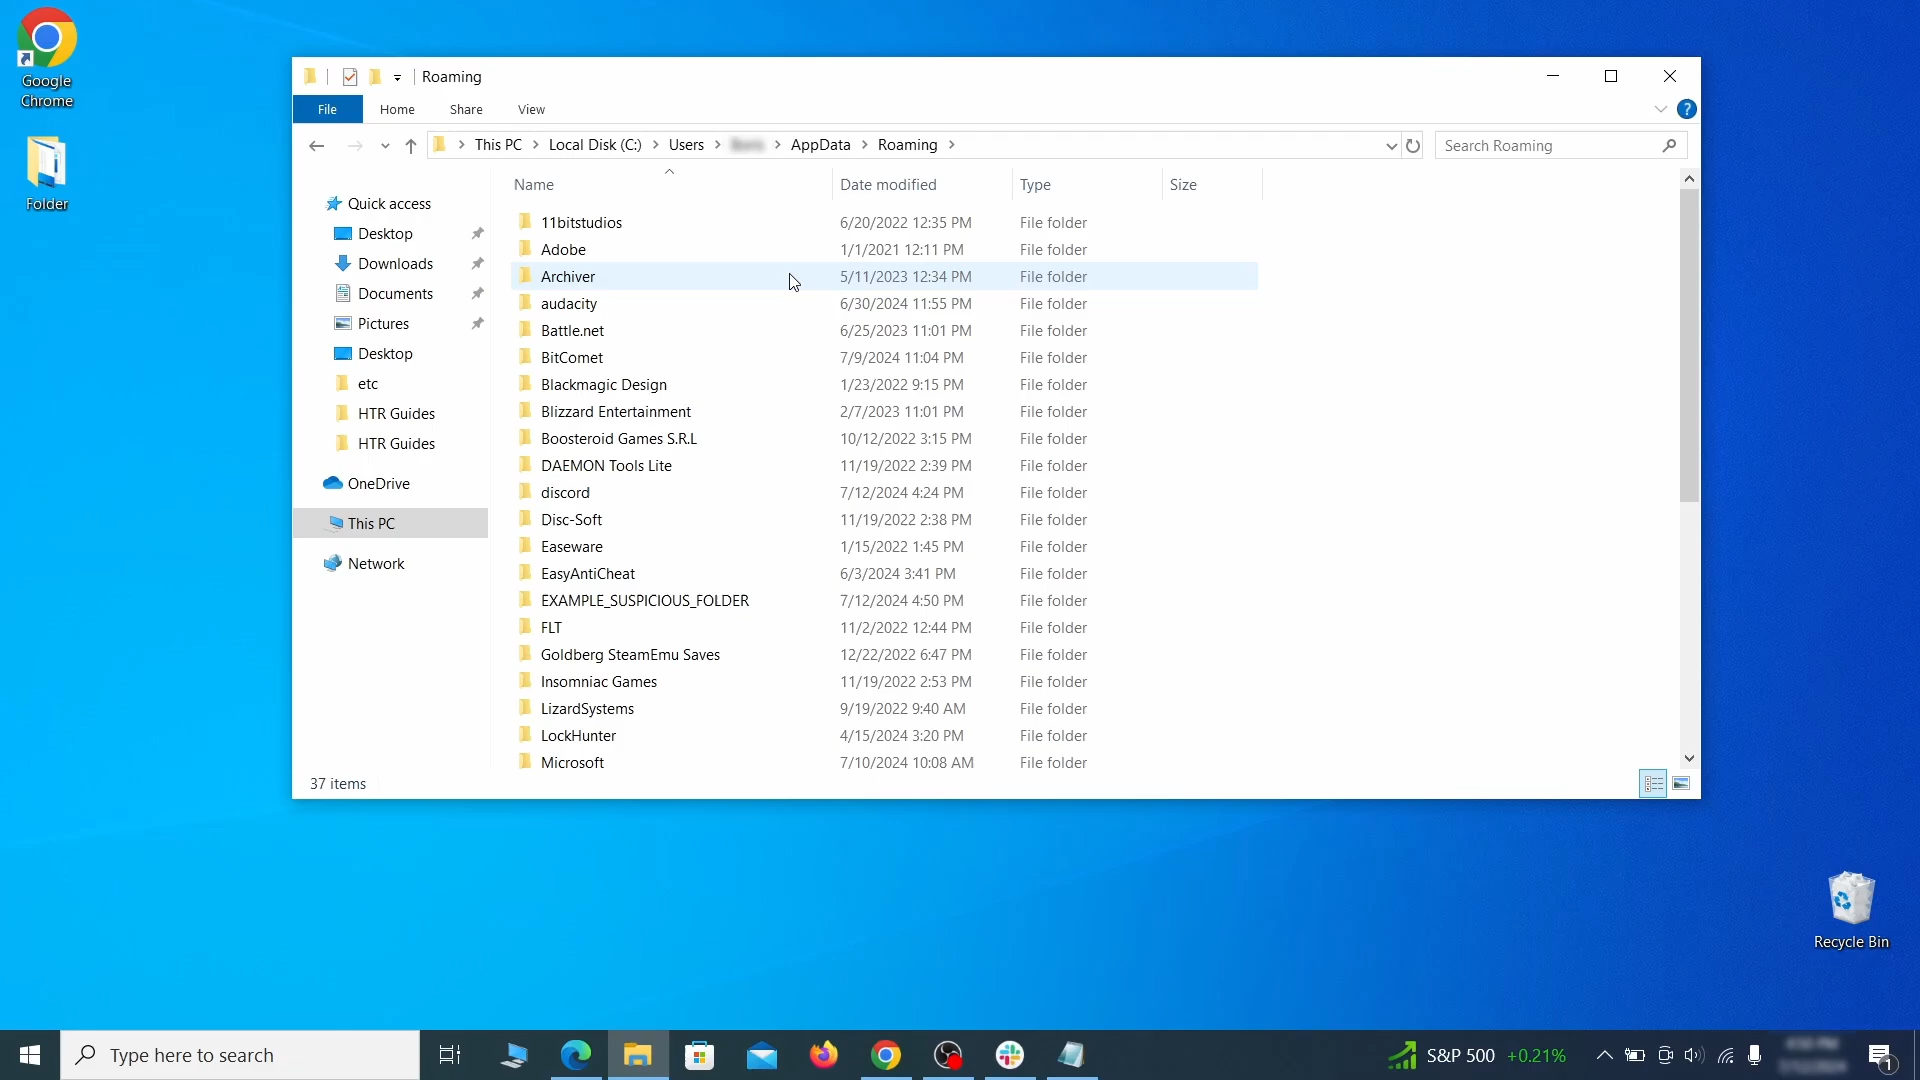 Google
Chrome
Folder
Roaming
File
Home
Share
View
?
This PC
Local Disk (C:)
Users
AppData
Roaming
Search Roaming
Name
Date modified
Type
Size
Quick access
Desktop
Downloads
Documents
Pictures
Desktop
etc
HTR Guides
HTR Guides
OneDrive
This PC
Network
11bitstudios 6/20/2022 12:35 PM File folder
Adobe 1/1/2021 12:11 PM File folder
Archiver 5/11/2023 12:34 PM File folder
audacity 6/30/2024 11:55 PM File folder
Battle.net 6/25/2023 11:01 PM File folder
BitComet 7/9/2024 11:04 PM File folder
Blackmagic Design 1/23/2022 9:15 PM File folder
Blizzard Entertainment 2/7/2023 11:01 PM File folder
Boosteroid Games S.R.L 10/12/2022 3:15 PM File folder
DAEMON Tools Lite 11/19/2022 2:39 PM File folder
discord 7/12/2024 4:24 PM File folder
Disc-Soft 11/19/2022 2:38 PM File folder
Easeware 1/15/2022 1:45 PM File folder
EasyAntiCheat 6/3/2024 3:41 PM File folder
EXAMPLE_SUSPICIOUS_FOLDER 7/12/2024 4:50 PM File folder
FLT 11/2/2022 12:44 PM File folder
Goldberg SteamEmu Saves 12/22/2022 6:47 PM File folder
Insomniac Games 11/19/2022 2:53 PM File folder
LizardSystems 9/19/2022 9:40 AM File folder
LockHunter 4/15/2024 3:20 PM File folder
Microsoft 7/10/2024 10:08 AM File folder
37 items
Recycle Bin
Type here to search
S&P 500 +0.21%
1